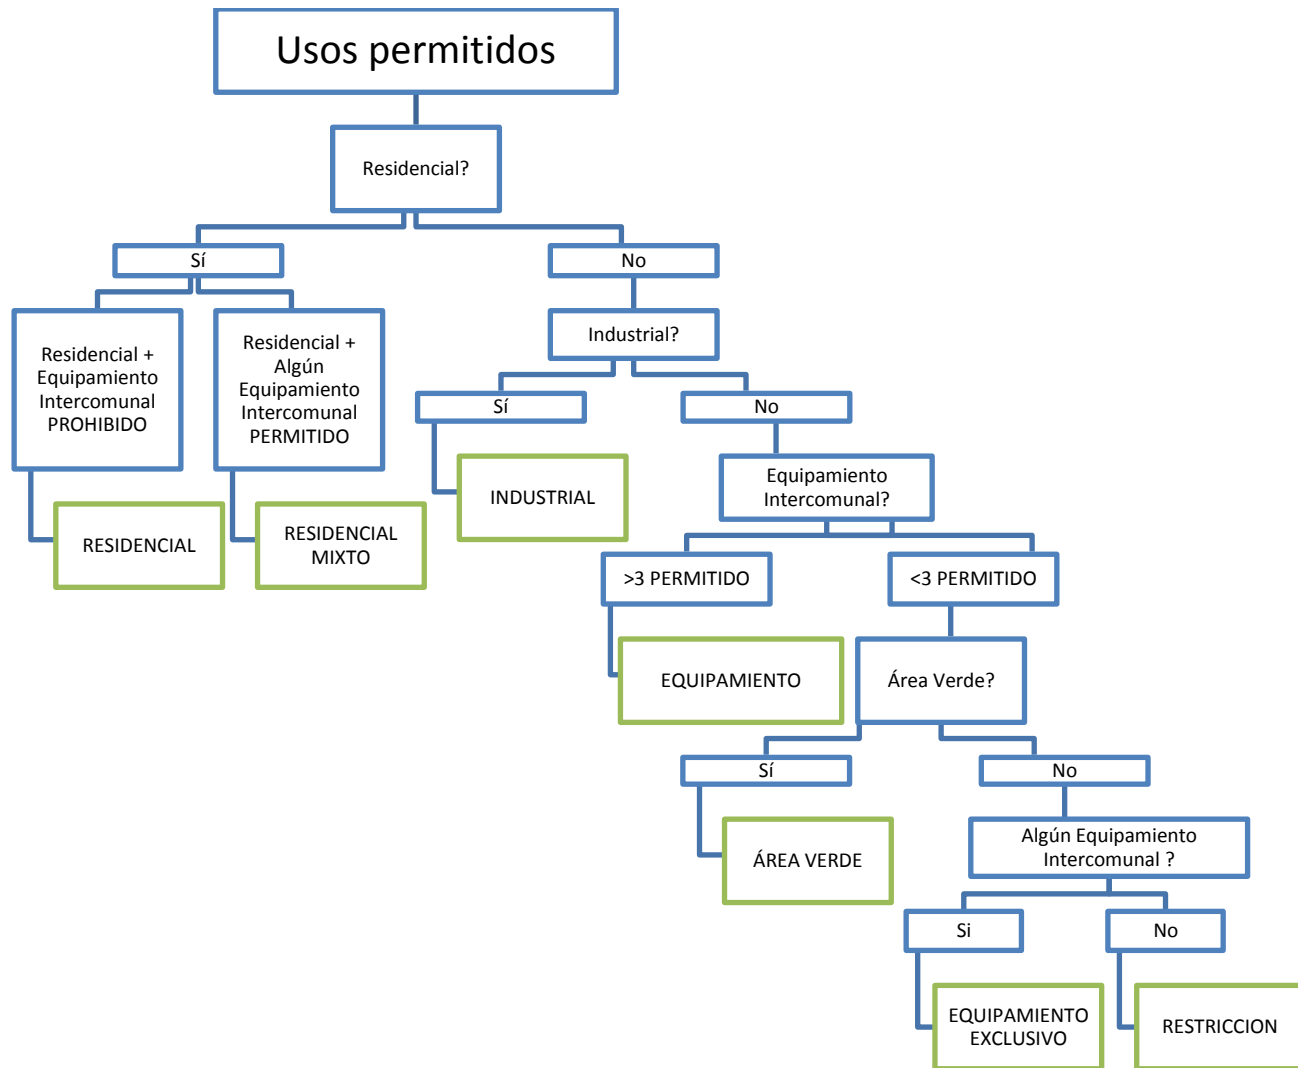 Usos permitidos
Residencial?
Sí
No
Residencial +
Equipamiento
Intercomunal
PROHIBIDO
Residencial +
Algún
Equipamiento
Intercomunal
PERMITIDO
Industrial?
Sí
No
RESIDENCIAL
RESIDENCIAL
MIXTO
INDUSTRIAL
Equipamiento
Intercomunal?
>3 PERMITIDO
<3 PERMITIDO
EQUIPAMIENTO
Área Verde?
Sí
No
ÁREA VERDE
Algún Equipamiento
Intercomunal ?
Si
No
EQUIPAMIENTO
EXCLUSIVO
RESTRICCION